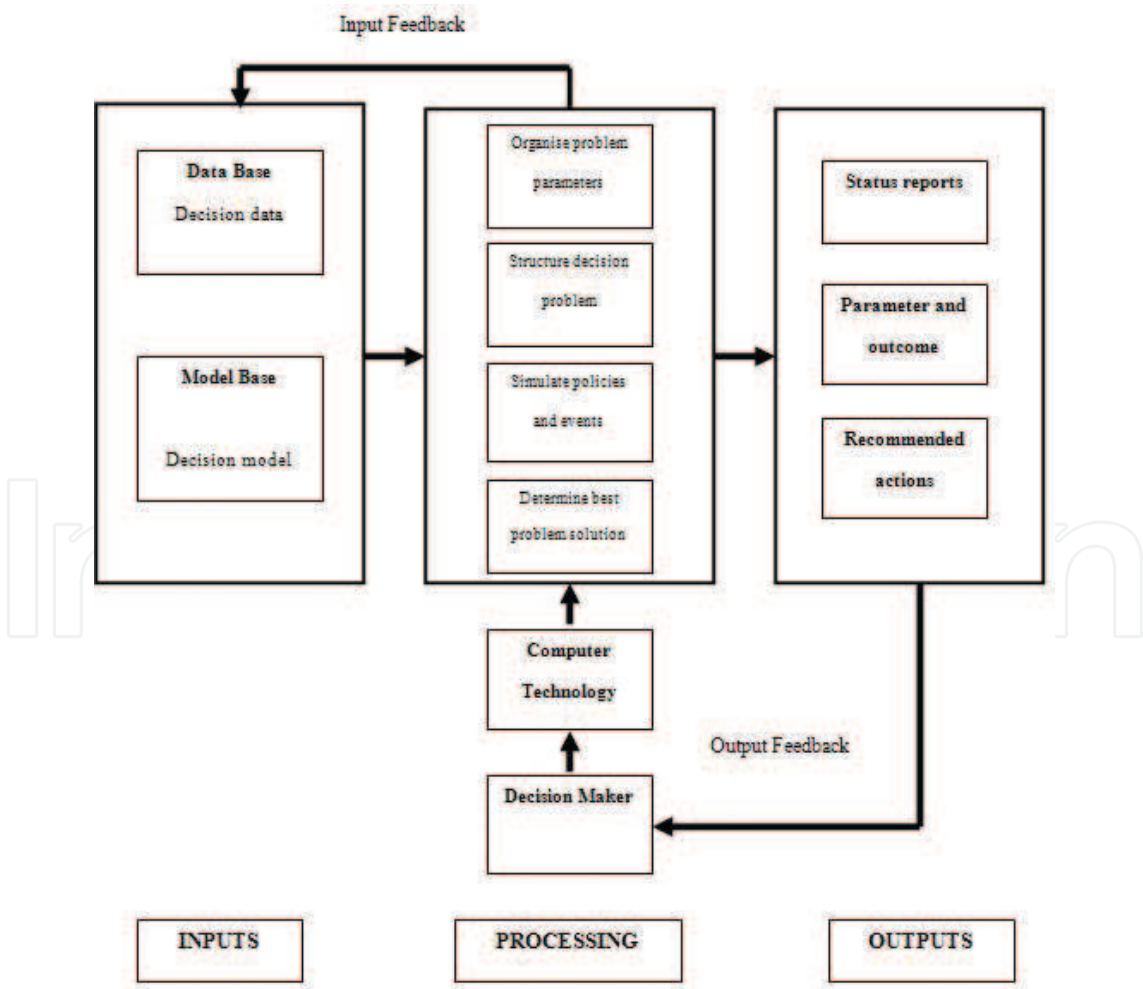 Input Feedback
Data Base
Decision data
Model Base
Decision model
Organise problem
parameters
Structure decision
problem
Simulate policies
and events
Determine best
problem solution
Status reports
Parameter and
outcome
Recommended
actions
Computer
Technology
Output Feedback
Decision Maker
INPUTS
PROCESSING
OUTPUTS